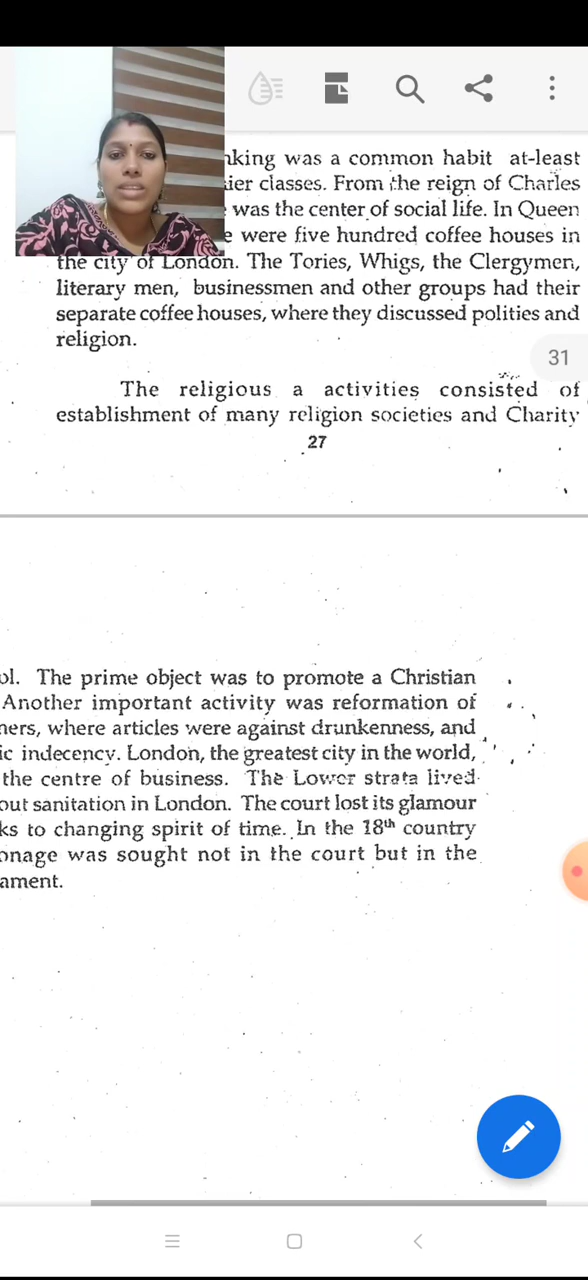 nking was a common habit at-least
ier classes. From the reign of Charles
was the center of social life. In Queen
e were five hundred coffee houses in
the city of London. The Tories, Whigs, the Clergymen,
literary men, businessmen and other groups had their
separate coffee houses, where they discussed polities and
religion.
31
The religious a activities consisted of
establishment of many religion societies and Charity
27
ol. The prime object was to promote a Christian
Another important activity was reformation of
ners, where articles were against drunkenness, and
ic indecency. London, the greatest city in the world,
the centre of business. The Lower strata lived
out sanitation in London. The court lost its glamour
ks to changing spirit of time. In the 18th country
onage was sought not in the court but in the
ament.